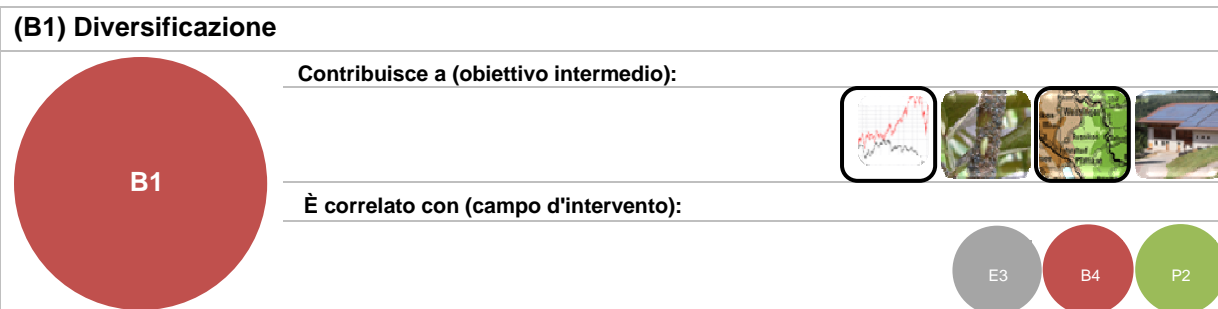 (B1) Diversificazione
Contribuisce a (obiettivo intermedio):
B1
È correlato con (campo d'intervento):
E3 B4 P2